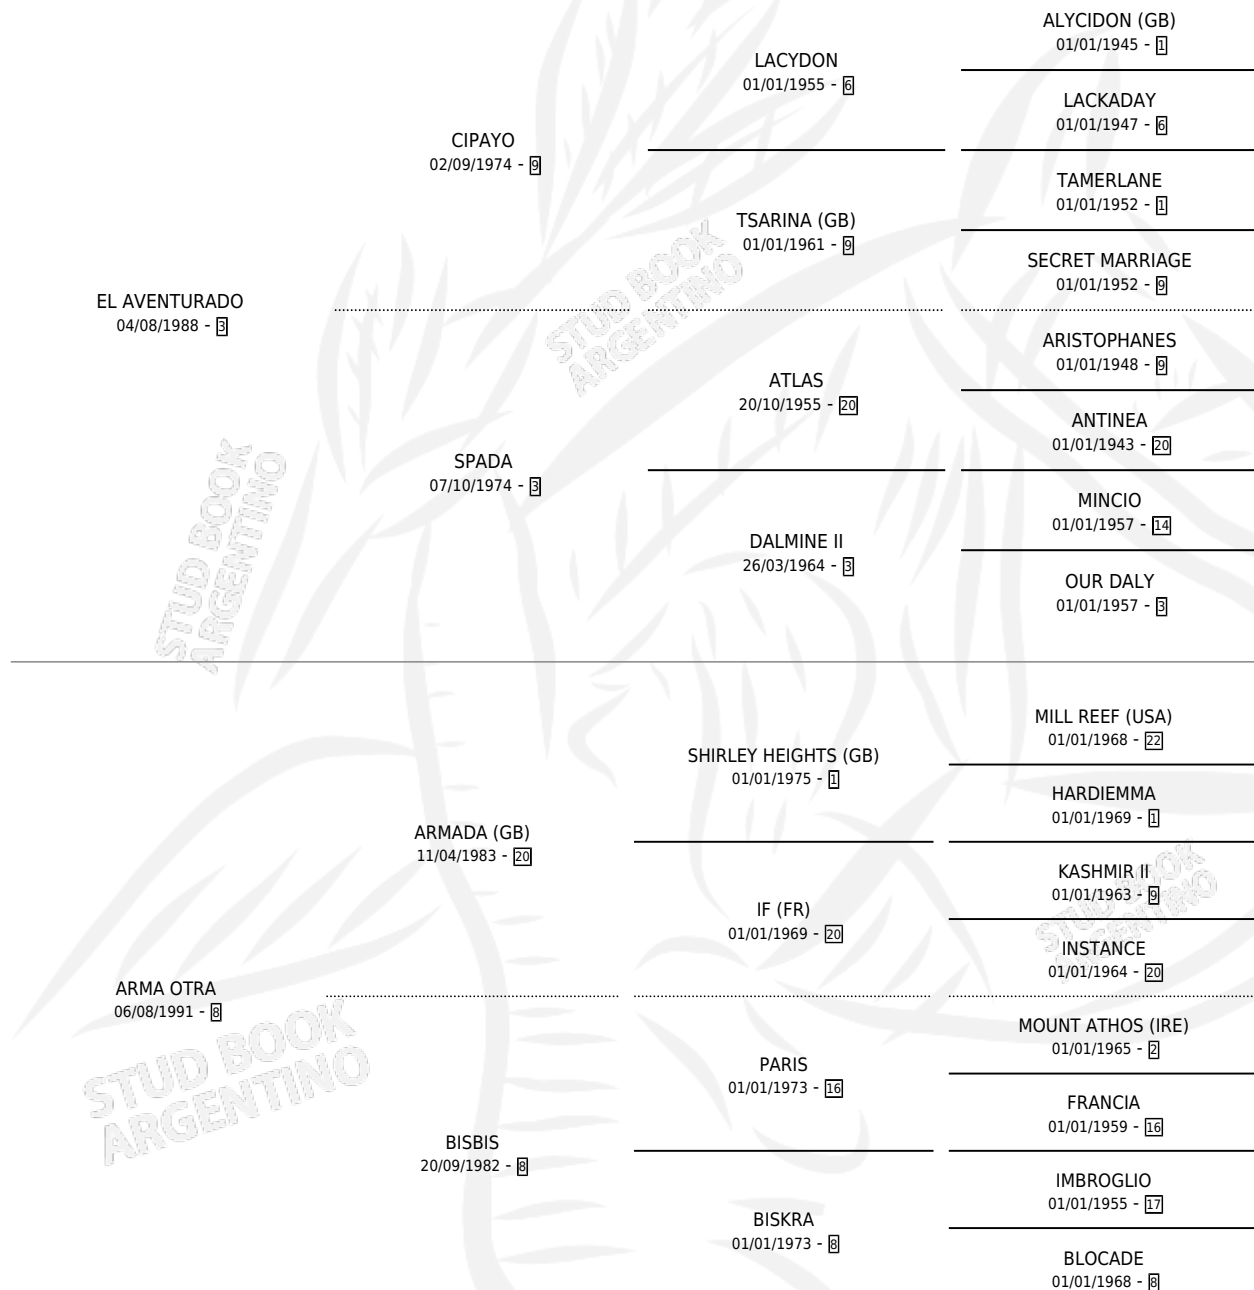 ALYCIDON (GB)
01/01/1945 - 1
LACYDON
01/01/1955 - 6
LACKADAY
01/01/1947 - 6
CIPAYO
02/09/1974 - 9
TAMERLANE
01/01/1952 - 1
TSARINA (GB)
01/01/1961 - 9
SECRET MARRIAGE
01/01/1952 - 9
EL AVENTURADO
04/08/1988 - 3
ARISTOPHANES
01/01/1948 - 9
ATLAS
20/10/1955 - 20
ANTINEA
01/01/1943 - 20
SPADA
07/10/1974 - 3
MINCIO
01/01/1957 - 14
DALMINE II
26/03/1964 - 3
OUR DALY
01/01/1957 - 3
STUD BOOK
ARGENTINO
STUD BOOK
ARGENTINO
MILL REEF (USA)
01/01/1968 - 22
SHIRLEY HEIGHTS (GB)
01/01/1975 - 1
HARDIEMMA
01/01/1969 - 1
ARMADA (GB)
11/04/1983 - 20
KASHMIR II
01/01/1963 - 9
IF (FR)
01/01/1969 - 20
INSTANCE
01/01/1964 - 20
STUD BOOK
ARGENTINO
ARMA OTRA
06/08/1991 - 8
MOUNT ATHOS (IRE)
01/01/1965 - 2
PARIS
01/01/1973 - 16
FRANCIA
01/01/1959 - 16
STUD BOOK
ARGENTINO
BISBIS
20/09/1982 - 8
IMBROGLIO
01/01/1955 - 17
BISKRA
01/01/1973 - 8
BLOCADE
01/01/1968 - 8